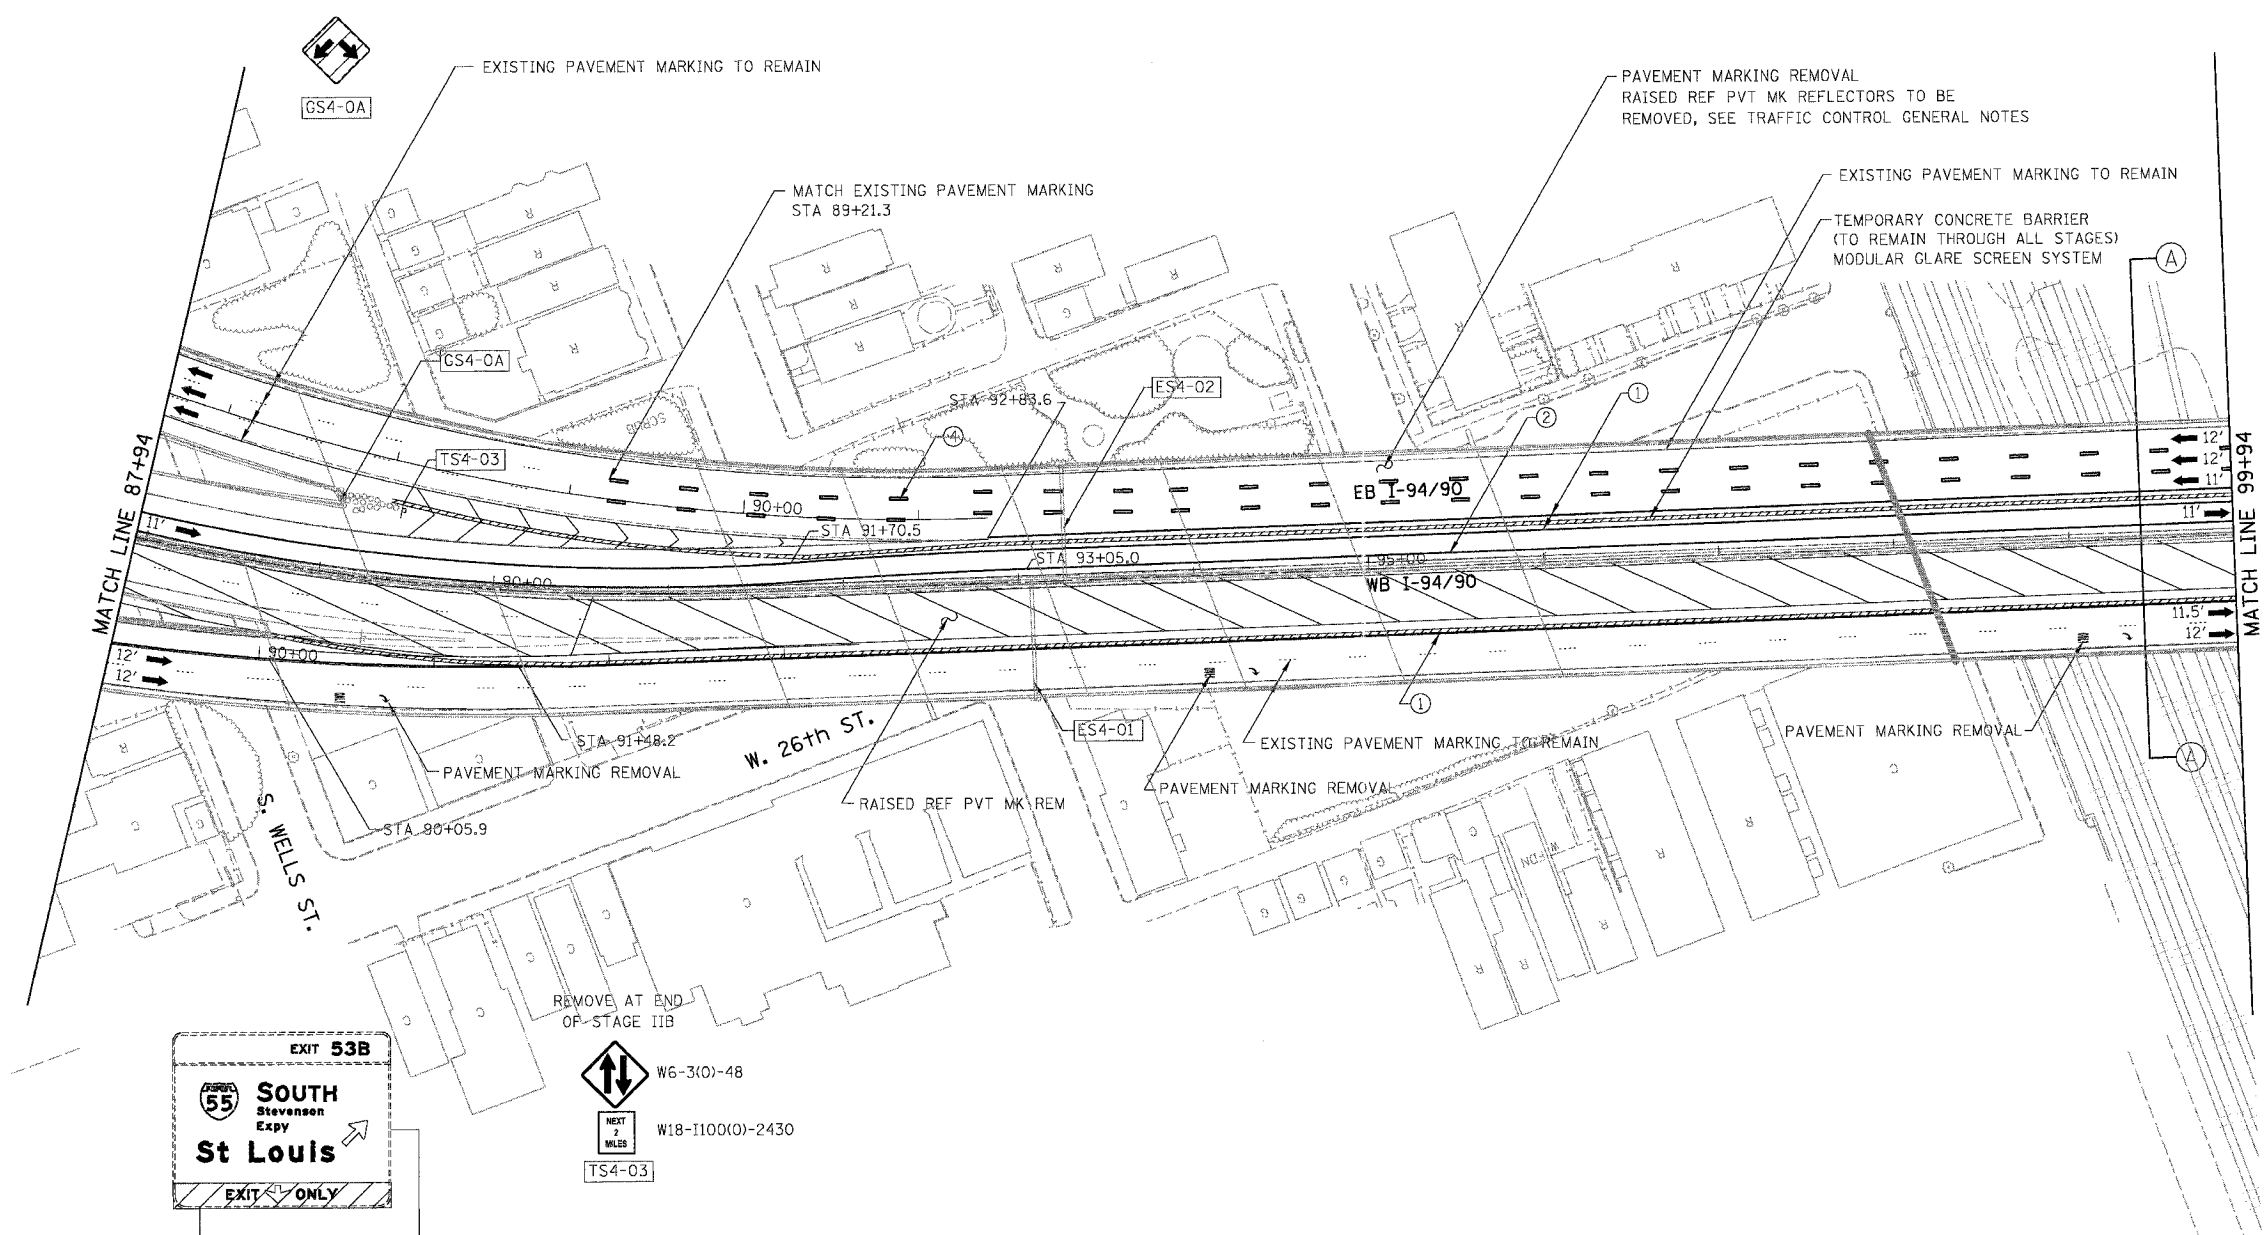 GS4-0A
EXISTING PAVEMENT MARKING TO REMAIN
PAVEMENT MARKING REMOVAL
RAISED REF PVT MK REFLECTORS TO BE
REMOVED, SEE TRAFFIC CONTROL GENERAL NOTES
MATCH EXISTING PAVEMENT MARKING
STA 89+21.3
EXISTING PAVEMENT MARKING TO REMAIN
TEMPORARY CONCRETE BARRIER
(TO REMAIN THROUGH ALL STAGES)
MODULAR GLARE SCREEN SYSTEM
A
GS4-0A
ES4-02
STA 92+83.6
1
2
4
SCRUB
TS4-03
MATCH LINE 87+94
MATCH LINE 99+94
12'
12'
11'
11'
EB I-94/90
90+00
STA 91+70.5
11'
STA 93+05.0
95+00
WB I-94/90
90+00
11.5'
12'
90+00
12'
12'
1
STA 91+48.2
W. 26th ST.
ES4-01
EXISTING PAVEMENT MARKING TO REMAIN
PAVEMENT MARKING REMOVAL
A
PAVEMENT MARKING REMOVAL
PAVEMENT MARKING REMOVAL
RAISED REF PVT MK REM
STA 90+05.9
S. WELLS ST.
REMOVE AT END
OF STAGE IIB
W6-3(O)-48
NEXT
2
MILES
W18-I100(O)-2430
TS4-03
EXIT 53B
55
SOUTH
Stevenson
Expy
St Louis
EXIT ONLY